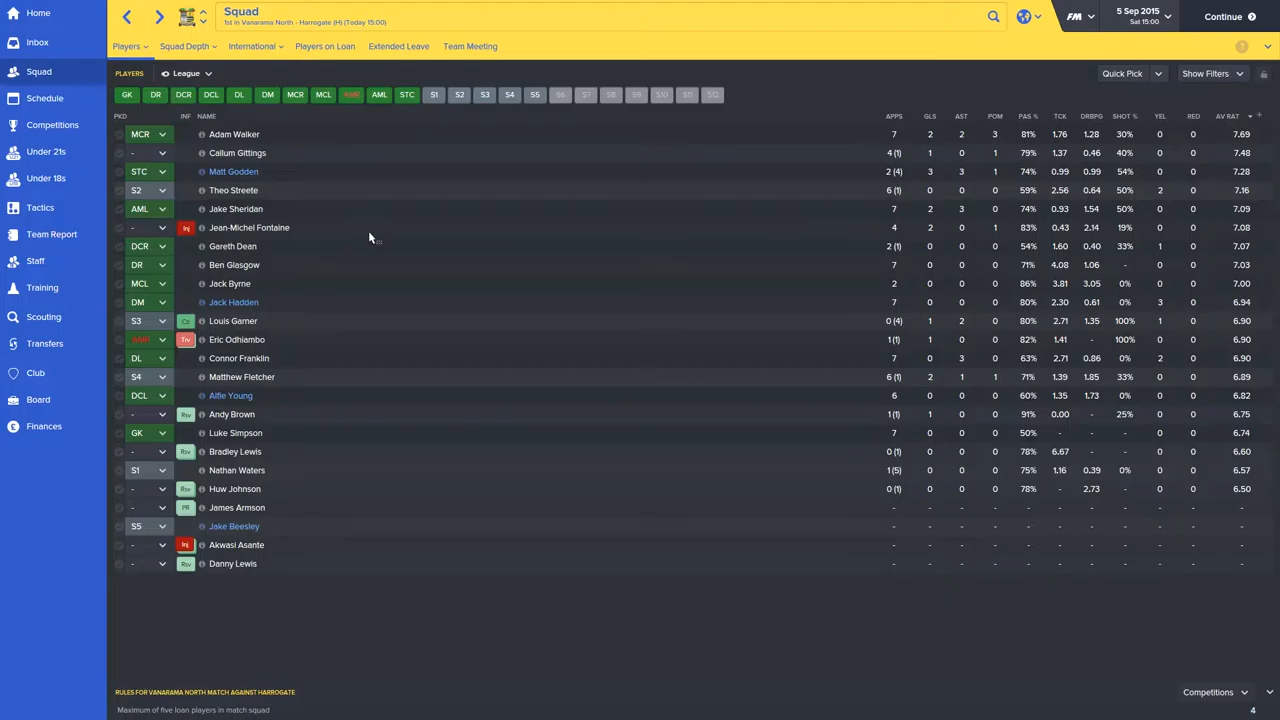 Home
Inbox
Squad
Schedule
Competitions
Under 21s
Under 18s
Tactics
Team Report
Staff
Training
Scouting
Transfers
Club
Board
Finances
Squad
1st in Vanarama North - Harrogate (H) (Today 15:00)
FM
5 Sep 2015
Sat 15:00
Continue
Players
Squad Depth
International
Players on Loan
Extended Leave
Team Meeting
?
PLAYERS League Quick Pick Show Filters
GK DR DCR DCL DL DM MCR MCL AMR AML STC S1 S2 S3 S4 S5 S6 S7 S8 S9 S10 S11 S12
PKD INF NAME APPS GLS AST POM PAS % TCK DRBPG SHOT % YEL RED AV RAT
MCR Adam Walker 7 2 2 3 81% 1.76 1.28 30% 0 0 7.69
- Callum Gittings 4 (1) 1 0 1 79% 1.37 0.46 40% 0 0 7.48
STC Matt Godden 2 (4) 3 3 1 74% 0.99 0.99 54% 0 0 7.18
S2 Theo Streete 6 (1) 0 0 0 59% 2.56 0.64 50% 2 0 7.16
AML Jake Sheridan 7 2 3 0 74% 0.93 1.54 50% 0 0 7.09
- Inj Jean-Michel Fontaine 4 2 0 1 83% 0.43 2.14 19% 0 0 7.08
DCR Gareth Dean 2 (1) 0 0 0 54% 1.60 0.40 33% 1 0 7.07
DR Ben Glasgow 7 0 0 0 71% 4.08 1.06 - 0 0 7.03
MCL Jack Byrne 2 0 0 0 86% 3.81 3.05 0% 0 0 7.00
DM Jack Hadden 7 0 0 0 80% 2.30 0.61 0% 3 0 6.94
S3 Louis Garner 0 (4) 1 2 0 80% 2.71 1.35 100% 1 0 6.90
AMR Trv Eric Odhiambo 1 (1) 1 0 0 82% 1.41 - 100% 0 0 6.90
DL Connor Franklin 7 0 3 0 63% 2.71 0.86 0% 2 0 6.90
S4 Matthew Fletcher 6 (1) 2 1 1 71% 1.39 1.85 33% 0 0 6.89
DCL Alfie Young 6 0 0 0 60% 1.35 1.73 0% 0 0 6.82
- Rsv Andy Brown 1 (1) 1 0 0 91% 0.00 - 25% 0 0 6.75
GK Luke Simpson 7 0 0 0 50% - - - 0 0 6.74
- Rsv Bradley Lewis 0 (1) 0 0 0 78% 6.67 - - 0 0 6.60
S1 Nathan Waters 1 (5) 0 0 0 75% 1.16 0.39 0% 0 0 6.57
- Rsv Huw Johnson 0 (1) 0 0 0 78% - 2.73 - 0 0 6.50
- PR James Armson - - - - - - - - - - -
S5 Jake Beesley - - - - - - - - - - -
- Inj Akwasi Asante - - - - - - - - - - -
- Rsv Danny Lewis - - - - - - - - - - -
RULES FOR VANARAMA NORTH MATCH AGAINST HARROGATE
Competitions
Maximum of five loan players in match squad
4